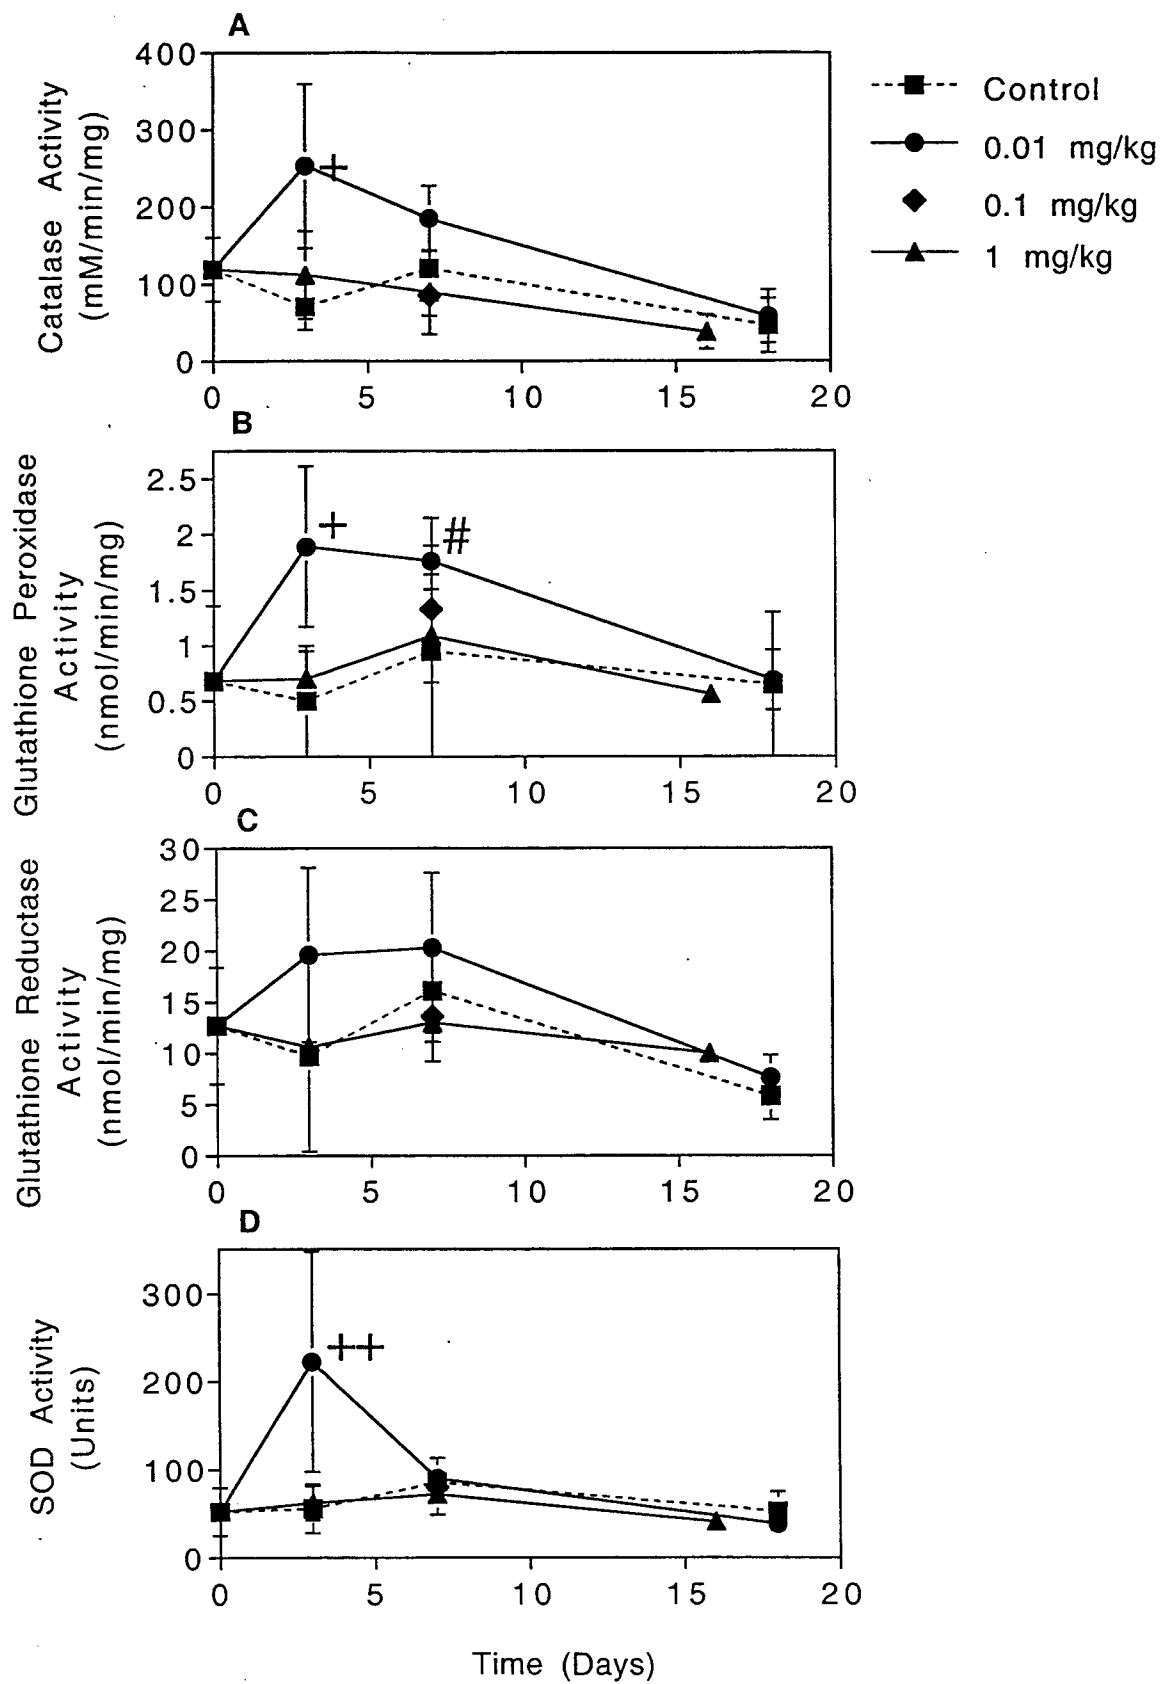 A
400
300
200
100
0
0 5 10 15 20
Catalase Activity
(mM/min/mg)
Control
0.01 mg/kg
0.1 mg/kg
1 mg/kg
+
B
2.5
2
1.5
1
0.5
0
0 5 10 15 20
Glutathione Peroxidase
Activity
(nmol/min/mg)
+ #
C
30
25
20
15
10
5
0
0 5 10 15 20
Glutathione Reductase
Activity
(nmol/min/mg)
D
300
200
100
0
0 5 10 15 20
SOD Activity
(Units)
++
Time (Days)